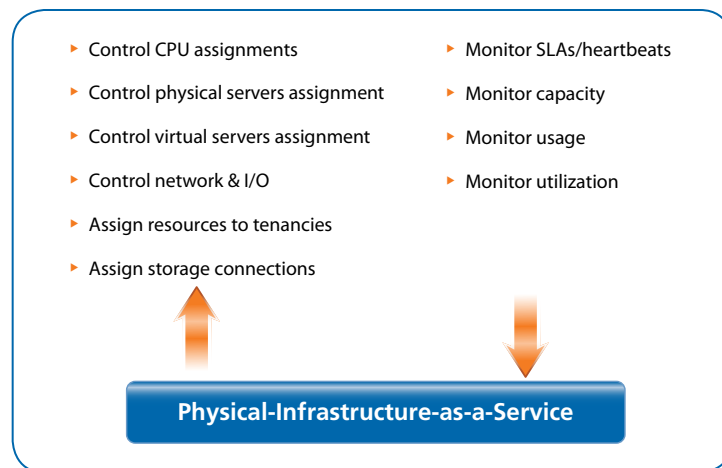 Control CPU assignments
Control physical servers assignment
Control virtual servers assignment
Control network & I/O
Assign resources to tenancies
Assign storage connections
Monitor SLAs/heartbeats
Monitor capacity
Monitor usage
Monitor utilization
Physical-Infrastructure-as-a-Service